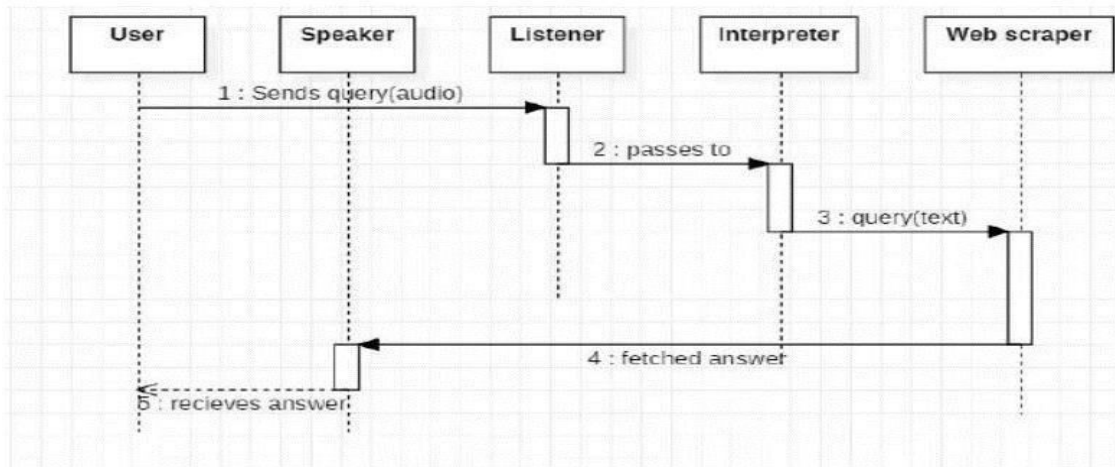 User
Speaker
Listener
Interpreter
Web scraper
1 : Sends query(audio)
2 : passes to
3 : query(text)
4 : fetched answer
5 : recieves answer